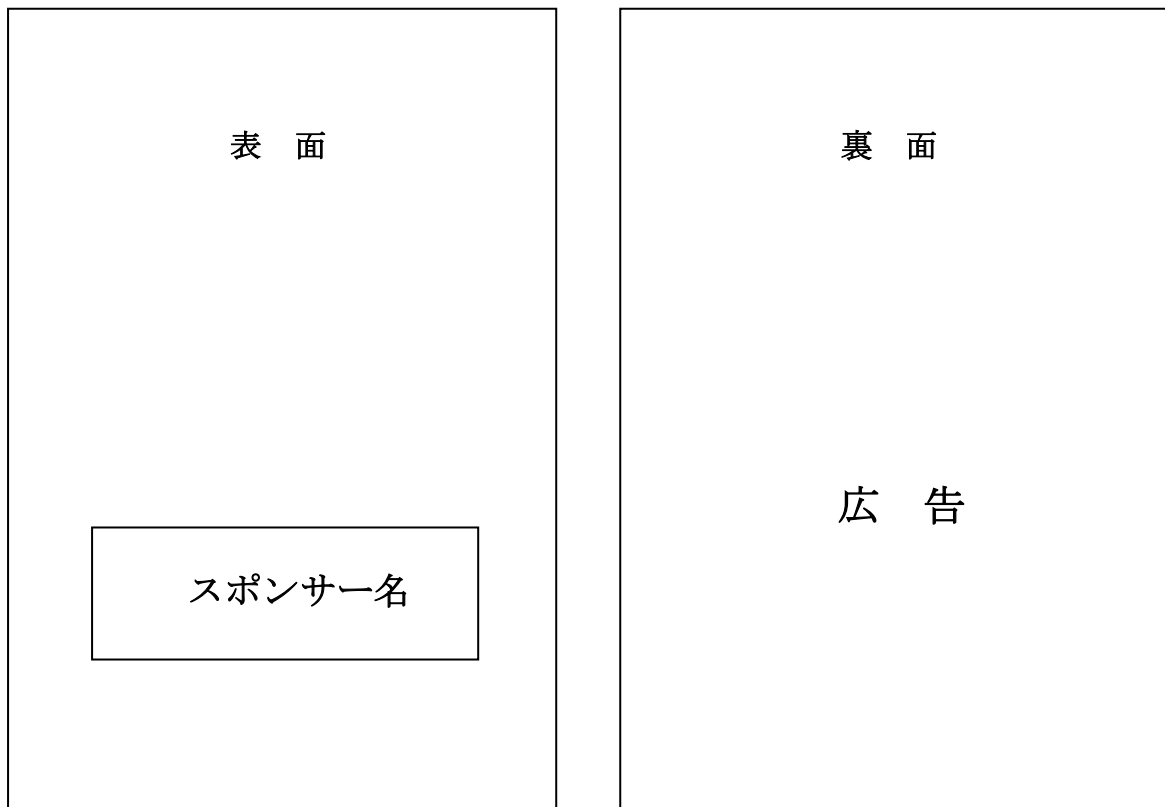 表　面
スポンサー名
裏　面
広　告